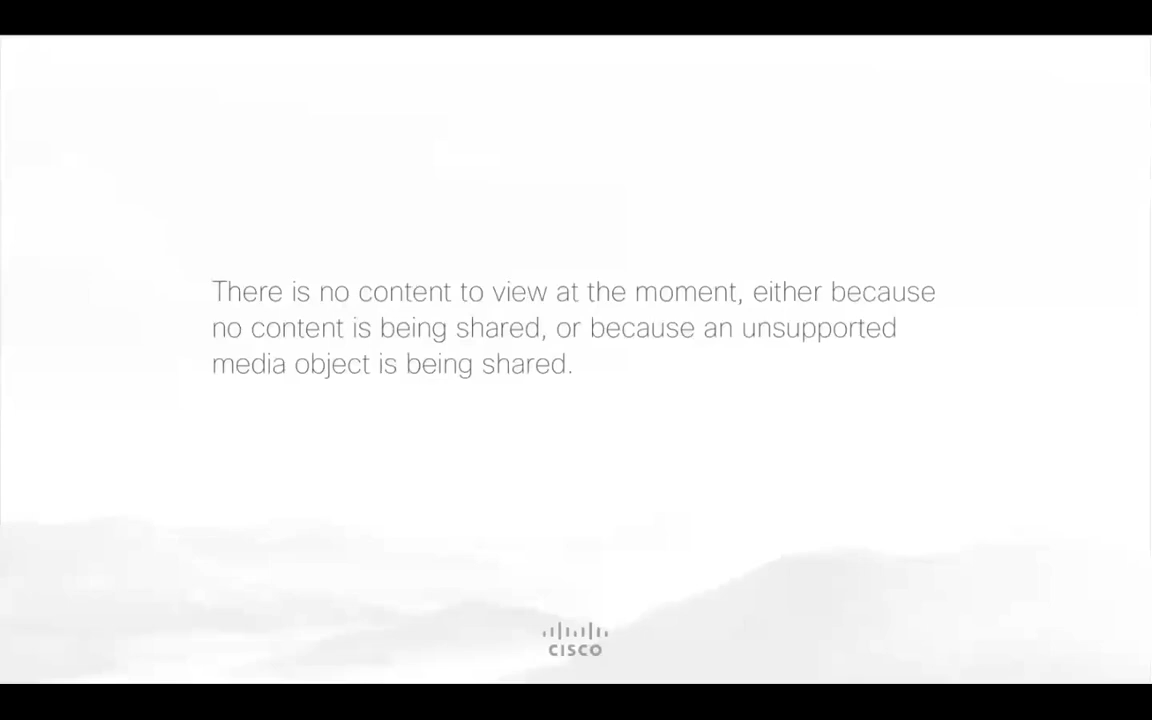 There is no content to view at the moment, either because
no content is being shared, or because an unsupported
media object is being shared.
CISCO